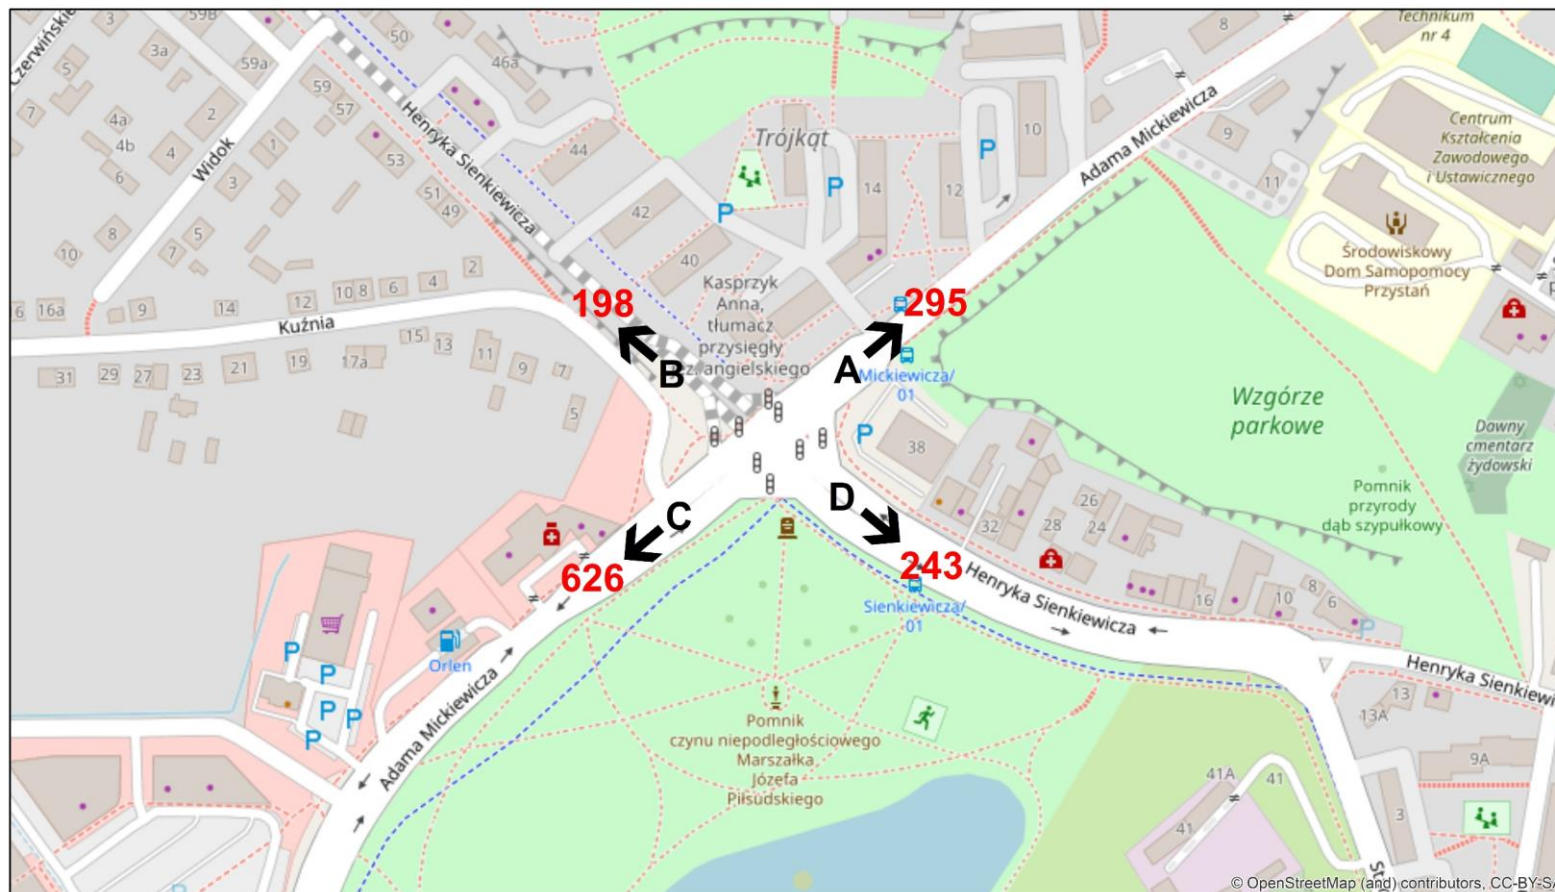 Czerwińskie
3
59B
50
8
Technikum
nr 4
3a
59a
46a
5
59
57
7
4a
2
Henryka Sienkiewicza
44
Trójkąt
P
10
Adama Mickiewicza
9
Centrum
Kształcenia
Zawodowego
i Ustawicznego
4b
4
1
53
6
Widok
3
51
49
42
P
P
14
12
11
8
5
10
7
40
Środowiskowy
Dom Samopomocy
Przystań
2
Kasprzyk
Anna,
tłumacz
przysięgły
z. angielskiego
198
295
6
16a
9
14
12
10
8
6
4
Kuźnia
15
13
11
9
7
5
31
29
27
23
21
19
17a
B
A
Mickiewicza/
01
Wzgórze
parkowe
Dawny
cmentarz
żydowski
P
38
Pomnik
przyrody
dąb szypułkowy
C
D
26
24
28
32
626
243
Henryka Sienkiewicza
Sienkiewicza/
01
16
10
8
6
P
Orlen
P
P
P
P
P
Adama Mickiewicza
Henryka Sienkiewi
13
13A
Pomnik
czynu niepodległościowego
Marszałka
Józefa
Piłsudskiego
41A
41
9A
41
3
Sta
P
© OpenStreetMap (and) contributors, CC-BY-SA